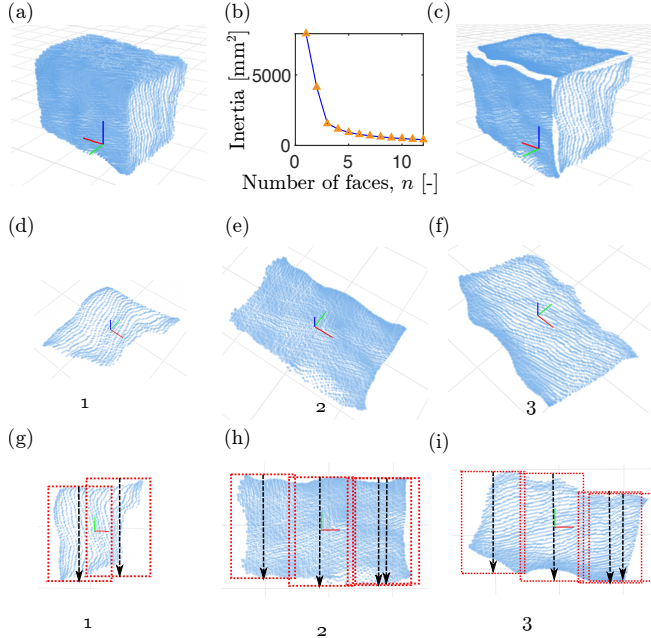 (a)
(b)
(c)
Inertia [mm²]
5000
0
0
5
10
Number of faces, n [-]
(d)
(e)
(f)
1
2
3
(g)
(h)
(i)
1
2
3